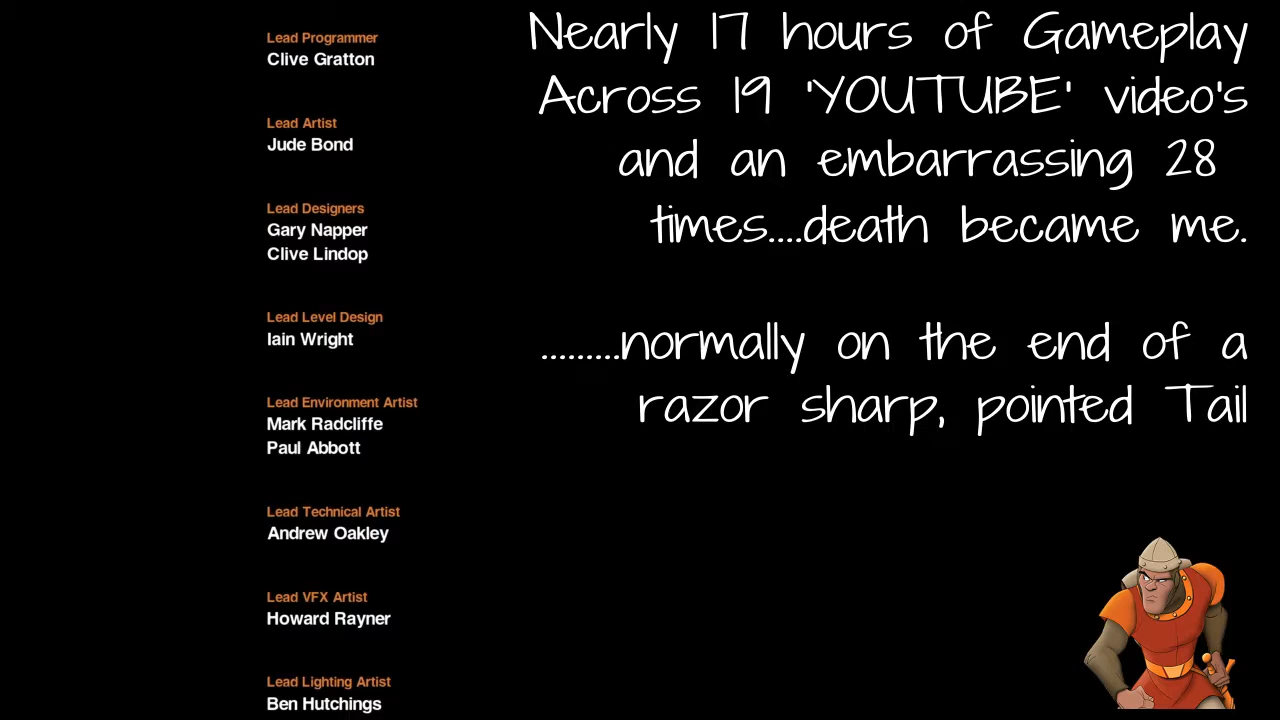 Lead Programmer
Clive Gratton
Lead Artist
Jude Bond
Lead Designers
Gary Napper
Clive Lindop
Lead Level Design
Iain Wright
Lead Environment Artist
Mark Radcliffe
Paul Abbott
Lead Technical Artist
Andrew Oakley
Lead VFX Artist
Howard Rayner
Lead Lighting Artist
Ben Hutchings
Nearly 17 hours of Gameplay
Across 19 'YOUTUBE' video's
and an embarrassing 28
times....death became me.
.........normally on the end of a
razor sharp, pointed Tail